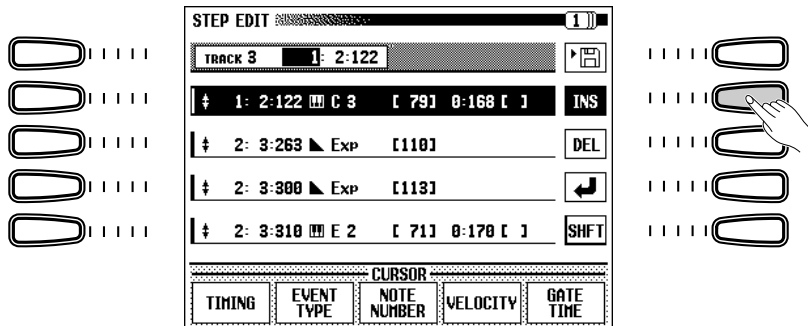 STEP EDIT 1
TRACK 3 1: 2:122
1: 2:122 C 3 [ 79] 0:168 [ ] INS
2: 3:263 Exp [110] DEL
2: 3:300 Exp [113]
2: 3:310 E 2 [ 71] 0:170 [ ] SHFT
CURSOR
TIMING EVENT TYPE NOTE NUMBER VELOCITY GATE TIME